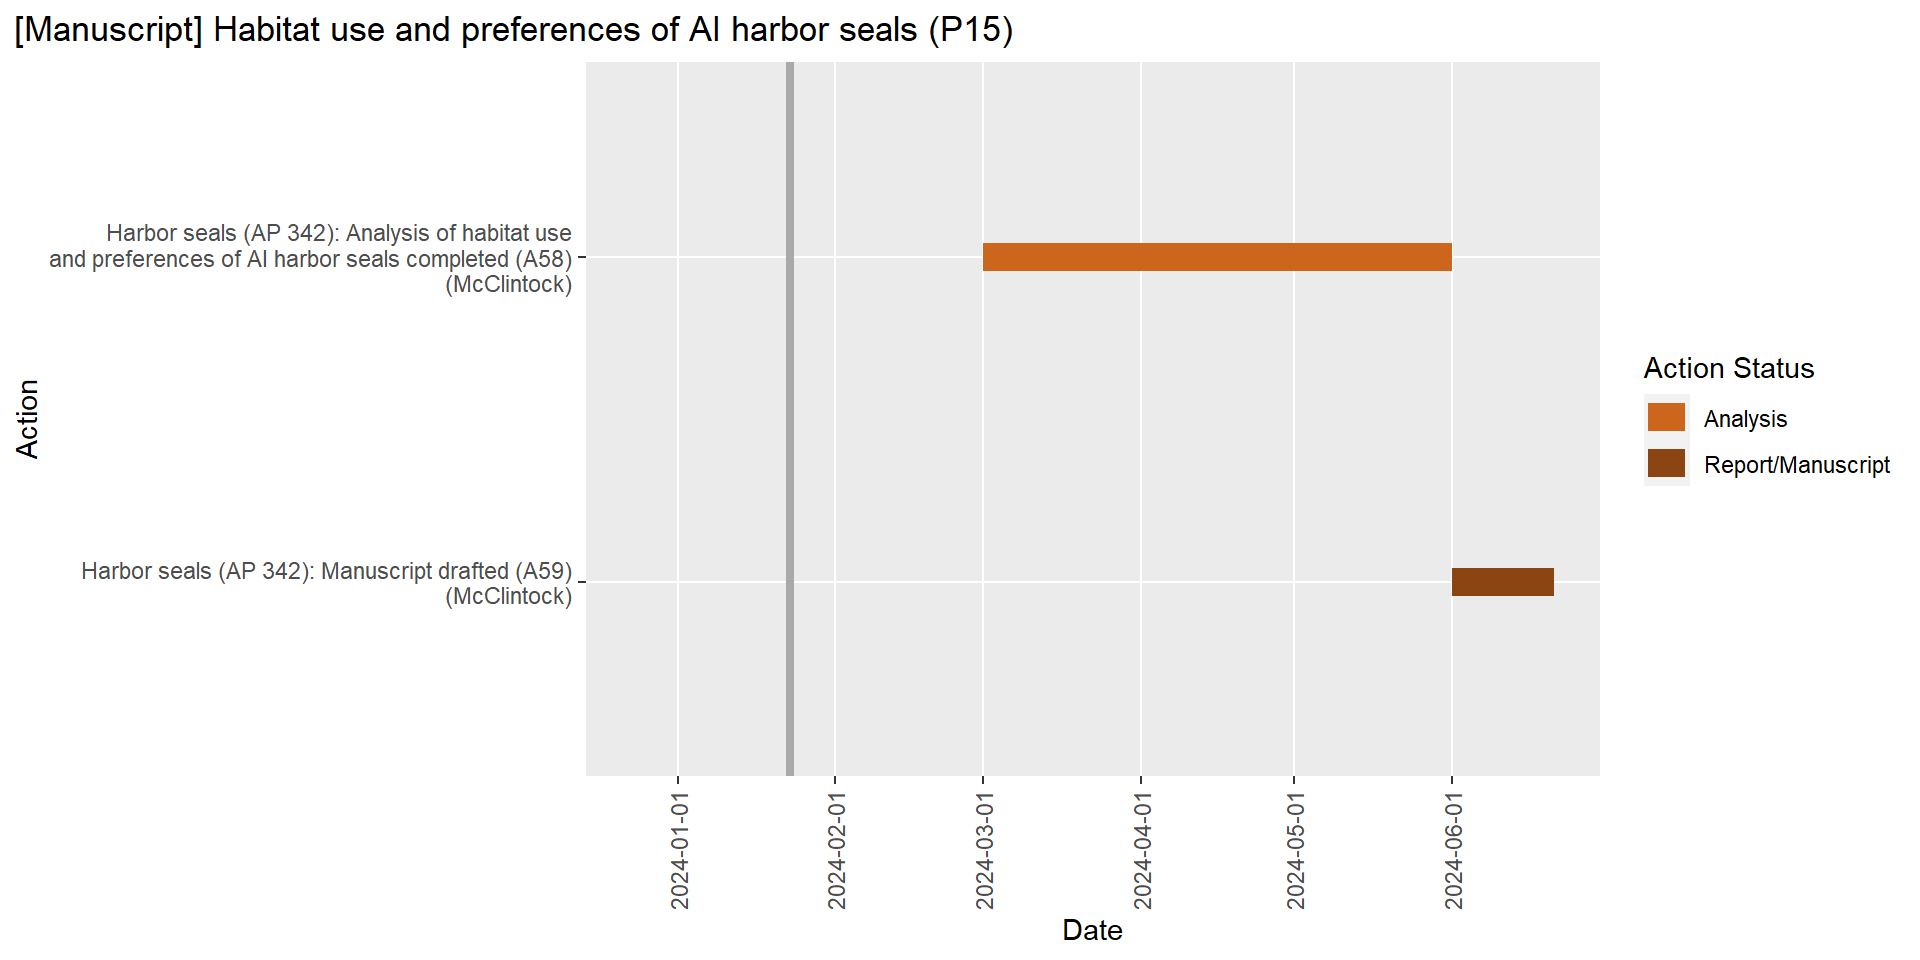 [Manuscript] Habitat use and preferences of AI harbor seals (P15)
Harbor seals (AP 342): Analysis of habitat use
and preferences of AI harbor seals completed (A58)
(McClintock)
Harbor seals (AP 342): Manuscript drafted (A59)
(McClintock)
Action
2024-01-01
2024-02-01
2024-03-01
2024-04-01
2024-05-01
2024-06-01
Date
Action Status
Analysis
Report/Manuscript